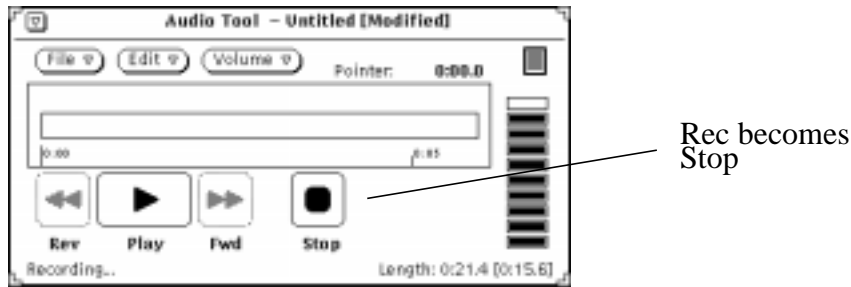 Audio Tool – Untitled [Modified]
File Edit Volume Pointer: 0:00.0
0:00 0:05
Rec becomes
Stop
Rev Play Fwd Stop
Recording... Length: 0:21.4 [0:15.6]